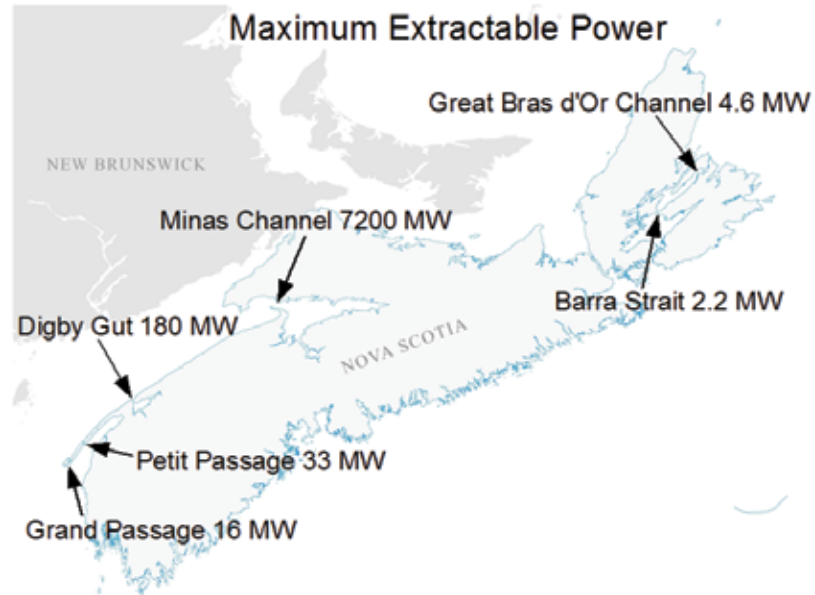 Maximum Extractable Power
Great Bras d'Or Channel 4.6 MW
NEW BRUNSWICK
Minas Channel 7200 MW
Barra Strait 2.2 MW
Digby Gut 180 MW
NOVA SCOTIA
Petit Passage 33 MW
Grand Passage 16 MW